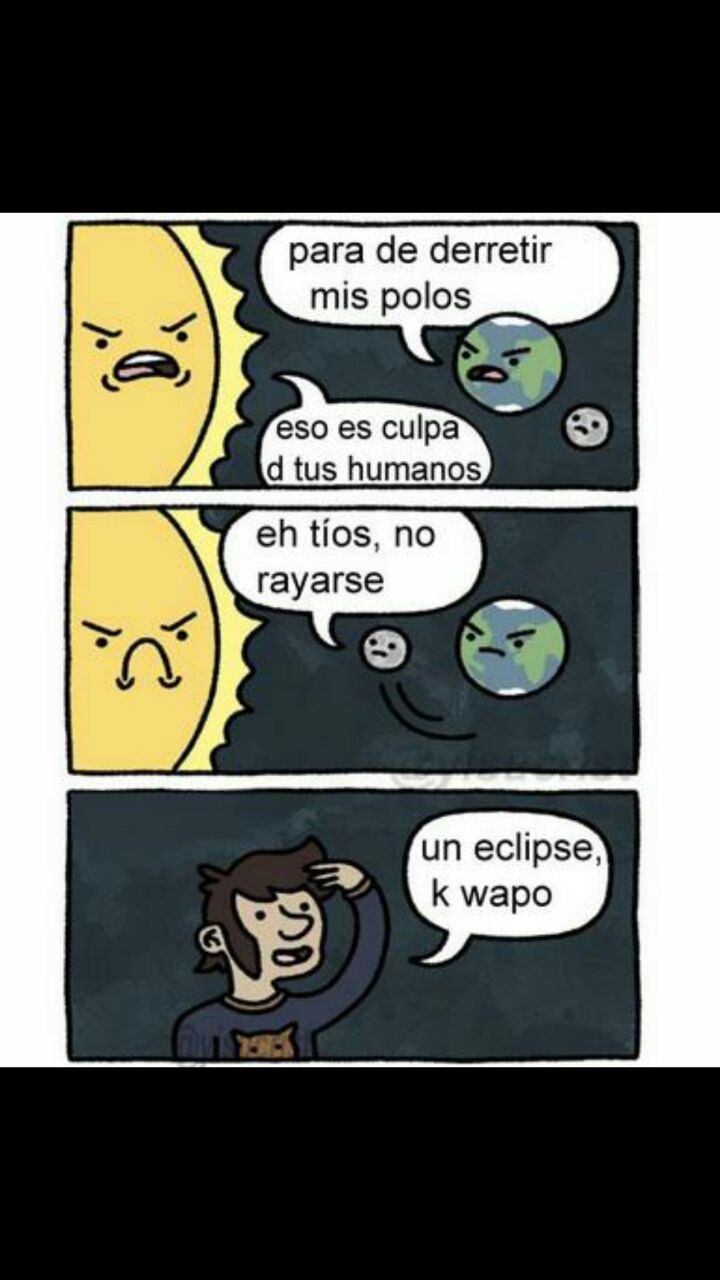 para de derretir
mis polos
eso es culpa
d tus humanos
eh tíos, no
rayarse
un eclipse,
k wapo